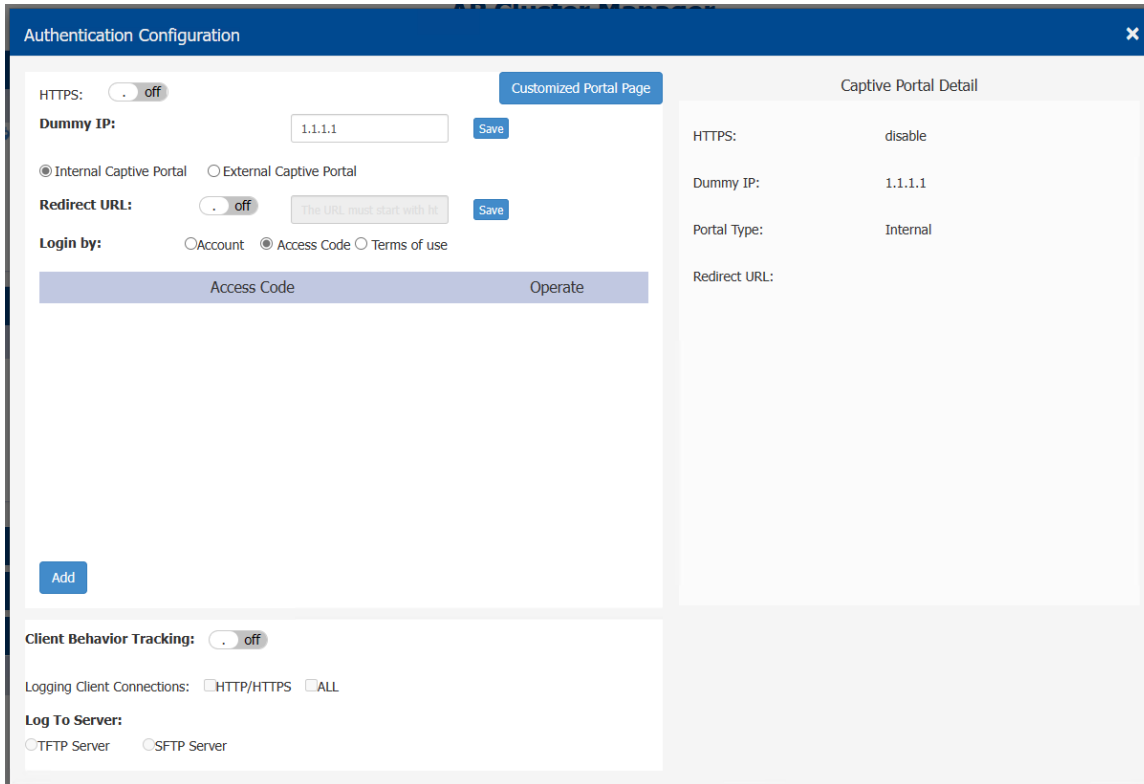 AP Cluster Manager
Authentication Configuration
HTTPS: off
Customized Portal Page
Dummy IP: 1.1.1.1 Save
Internal Captive Portal External Captive Portal
Redirect URL: off The URL must start with ht Save
Login by: Account Access Code Terms of use
Access Code Operate
Add
Captive Portal Detail
HTTPS: disable
Dummy IP: 1.1.1.1
Portal Type: Internal
Redirect URL:
Client Behavior Tracking: off
Logging Client Connections: HTTP/HTTPS ALL
Log To Server:
TFTP Server SFTP Server